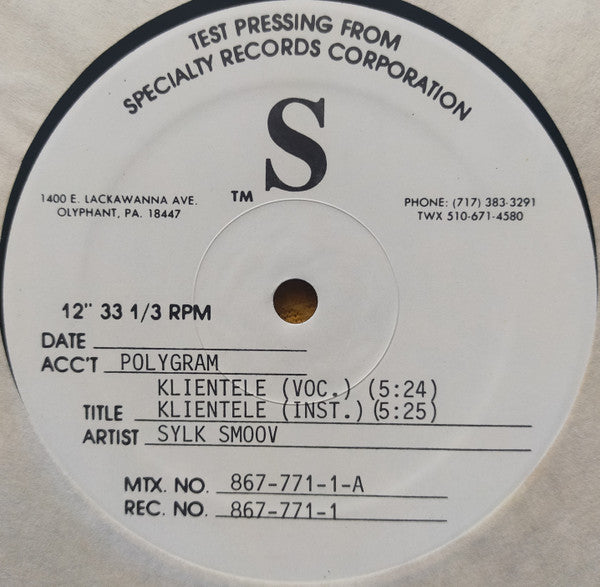 TEST PRESSING FROM
SPECIALTY RECORDS CORPORATION
S
TM
1400 E. LACKAWANNA AVE.
OLYPHANT, PA. 18447
PHONE: (717) 383-3291
TWX 510-671-4580
12" 33 1/3 RPM
DATE
ACC'T POLYGRAM
KLIENTELE (VOC.) (5:24)
TITLE KLIENTELE (INST.) (5:25)
ARTIST SYLK SMOOV
MTX. NO. 867-771-1-A
REC. NO. 867-771-1